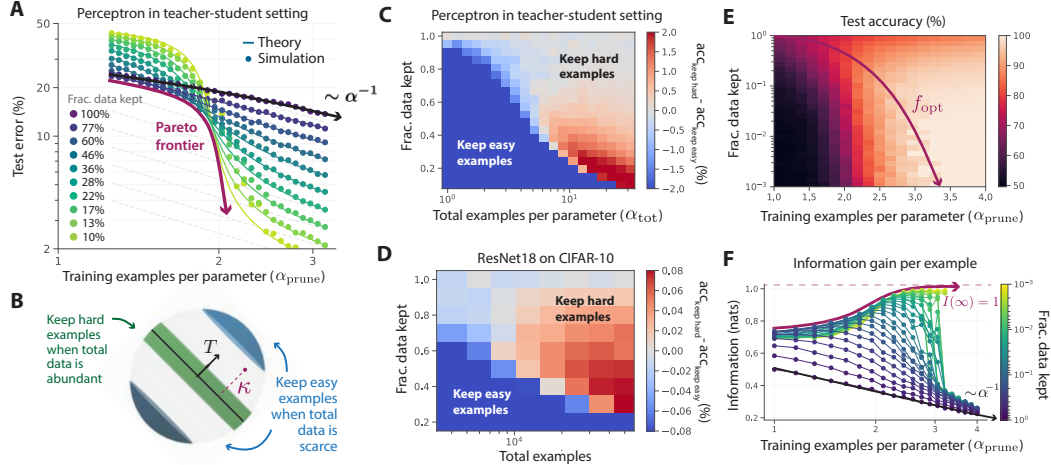 A
Perceptron in teacher-student setting
50
20
10
2
Test error (%)
Theory
Simulation
Frac. data kept
100%
77%
60%
46%
36%
28%
22%
17%
13%
10%
Pareto
frontier
∼ α⁻¹
1
2
3
Training examples per parameter (α_prune)
B
Keep hard
examples
when total
data is
abundant
T
κ
Keep easy
examples
when total
data is
scarce
C
Perceptron in teacher-student setting
1.0
0.8
0.6
0.4
0.2
Frac. data kept
Keep hard
examples
Keep easy
examples
10⁰
10¹
Total examples per parameter (α_tot)
2.0
1.5
1.0
0.5
0.0
0.5
1.0
1.5
2.0
acc_keep hard - acc_keep easy (%)
D
ResNet18 on CIFAR-10
1.0
0.8
0.6
0.4
0.2
Frac. data kept
Keep hard
examples
Keep easy
examples
10⁴
Total examples
0.08
0.06
0.04
0.02
0.00
−0.02
−0.04
−0.06
−0.08
acc_keep hard - acc_keep easy (%)
E
Test accuracy (%)
10⁰
10⁻¹
10⁻²
10⁻³
Frac. data kept
f_opt
1.0
1.5
2.0
2.5
3.0
3.5
4.0
Training examples per parameter (α_prune)
100
90
80
70
60
50
F
Information gain per example
1.0
0.8
0.6
0.4
0.2
Information (nats)
I(∞) = 1
∼ α⁻¹
1
2
3
4
Training examples per parameter (α_prune)
10⁻³
10⁻²
10⁻¹
10⁰
Frac. data kept